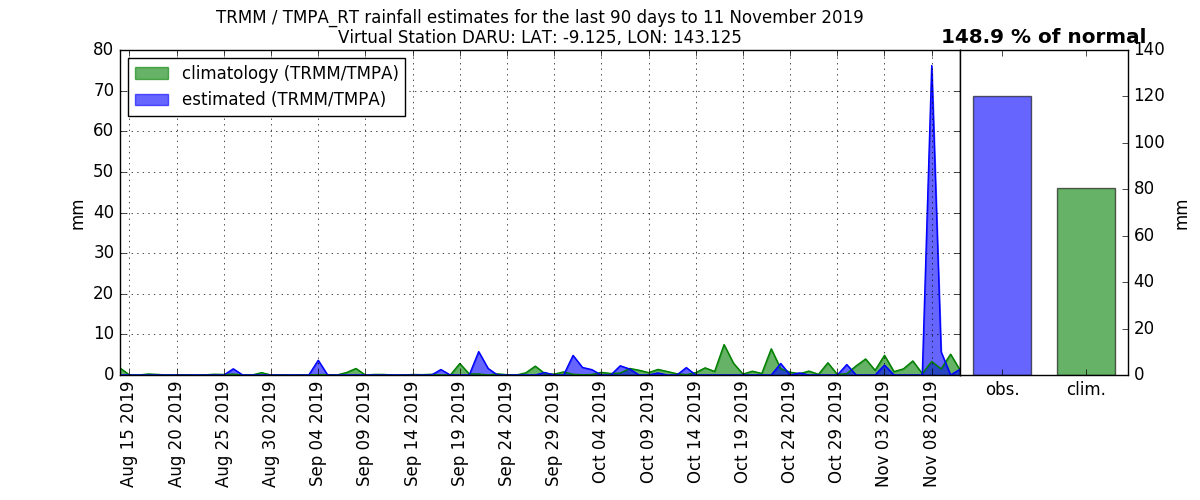 TRMM / TMPA_RT rainfall estimates for the last 90 days to 11 November 2019
Virtual Station DARU: LAT: -9.125, LON: 143.125
148.9 % of normal
climatology (TRMM/TMPA)
estimated (TRMM/TMPA)
mm
80
70
60
50
40
30
20
10
0
Aug 15 2019
Aug 20 2019
Aug 25 2019
Aug 30 2019
Sep 04 2019
Sep 09 2019
Sep 14 2019
Sep 19 2019
Sep 24 2019
Sep 29 2019
Oct 04 2019
Oct 09 2019
Oct 14 2019
Oct 19 2019
Oct 24 2019
Oct 29 2019
Nov 03 2019
Nov 08 2019
obs.
clim.
140
120
100
80
60
40
20
0
mm